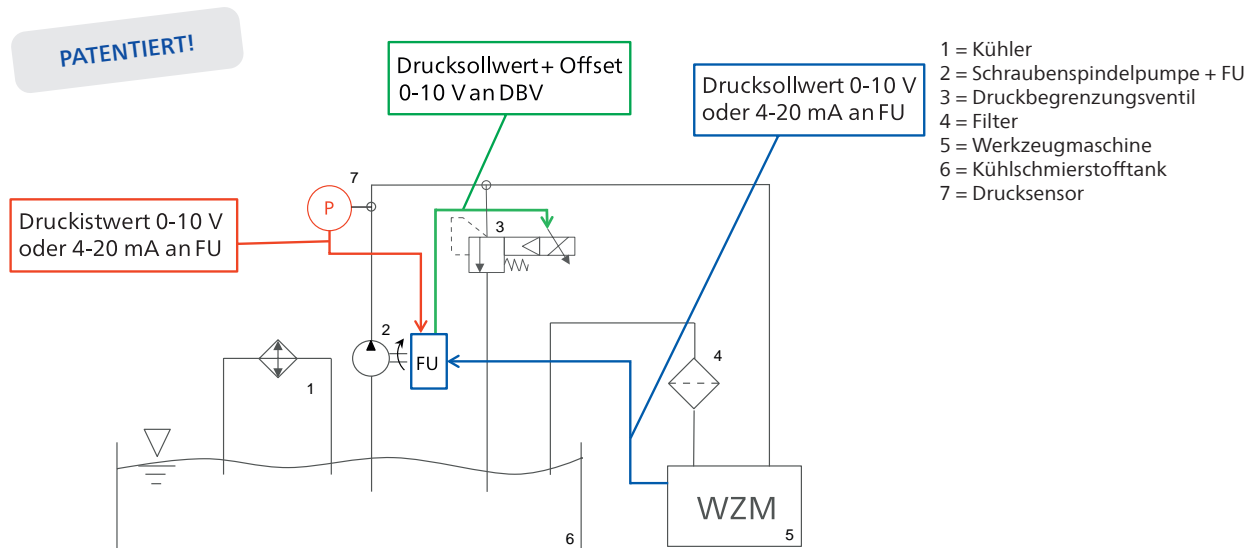 PATENTIERT!
Drucksollwert + Offset
0-10 V an DBV
Drucksollwert 0-10 V
oder 4-20 mA an FU
1 = Kühler
2 = Schraubenspindelpumpe + FU
3 = Druckbegrenzungsventil
4 = Filter
5 = Werkzeugmaschine
6 = Kühlschmierstofftank
7 = Drucksensor
7
P
Druckistwert 0-10 V
oder 4-20 mA an FU
3
2
FU
1
4
WZM
5
6